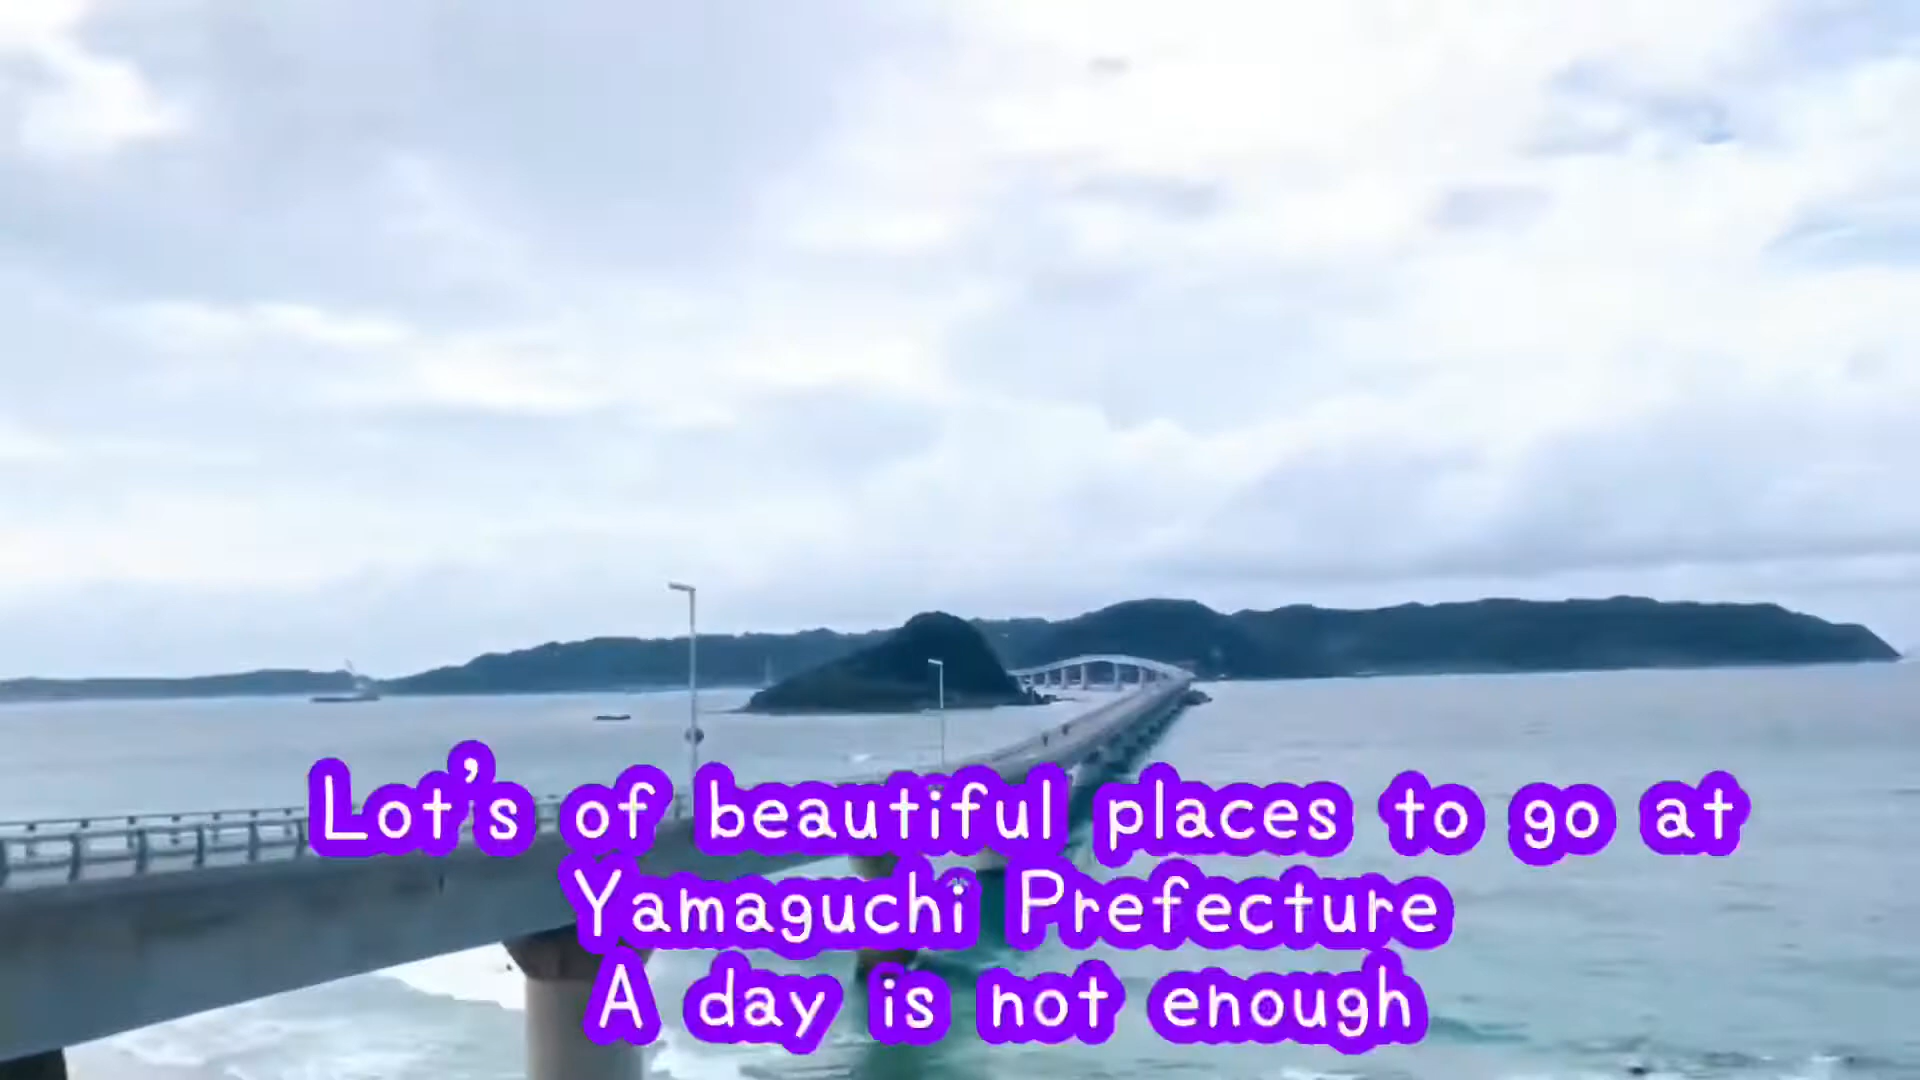 Lot's of beautiful places to go at
Yamaguchi Prefecture
A day is not enough